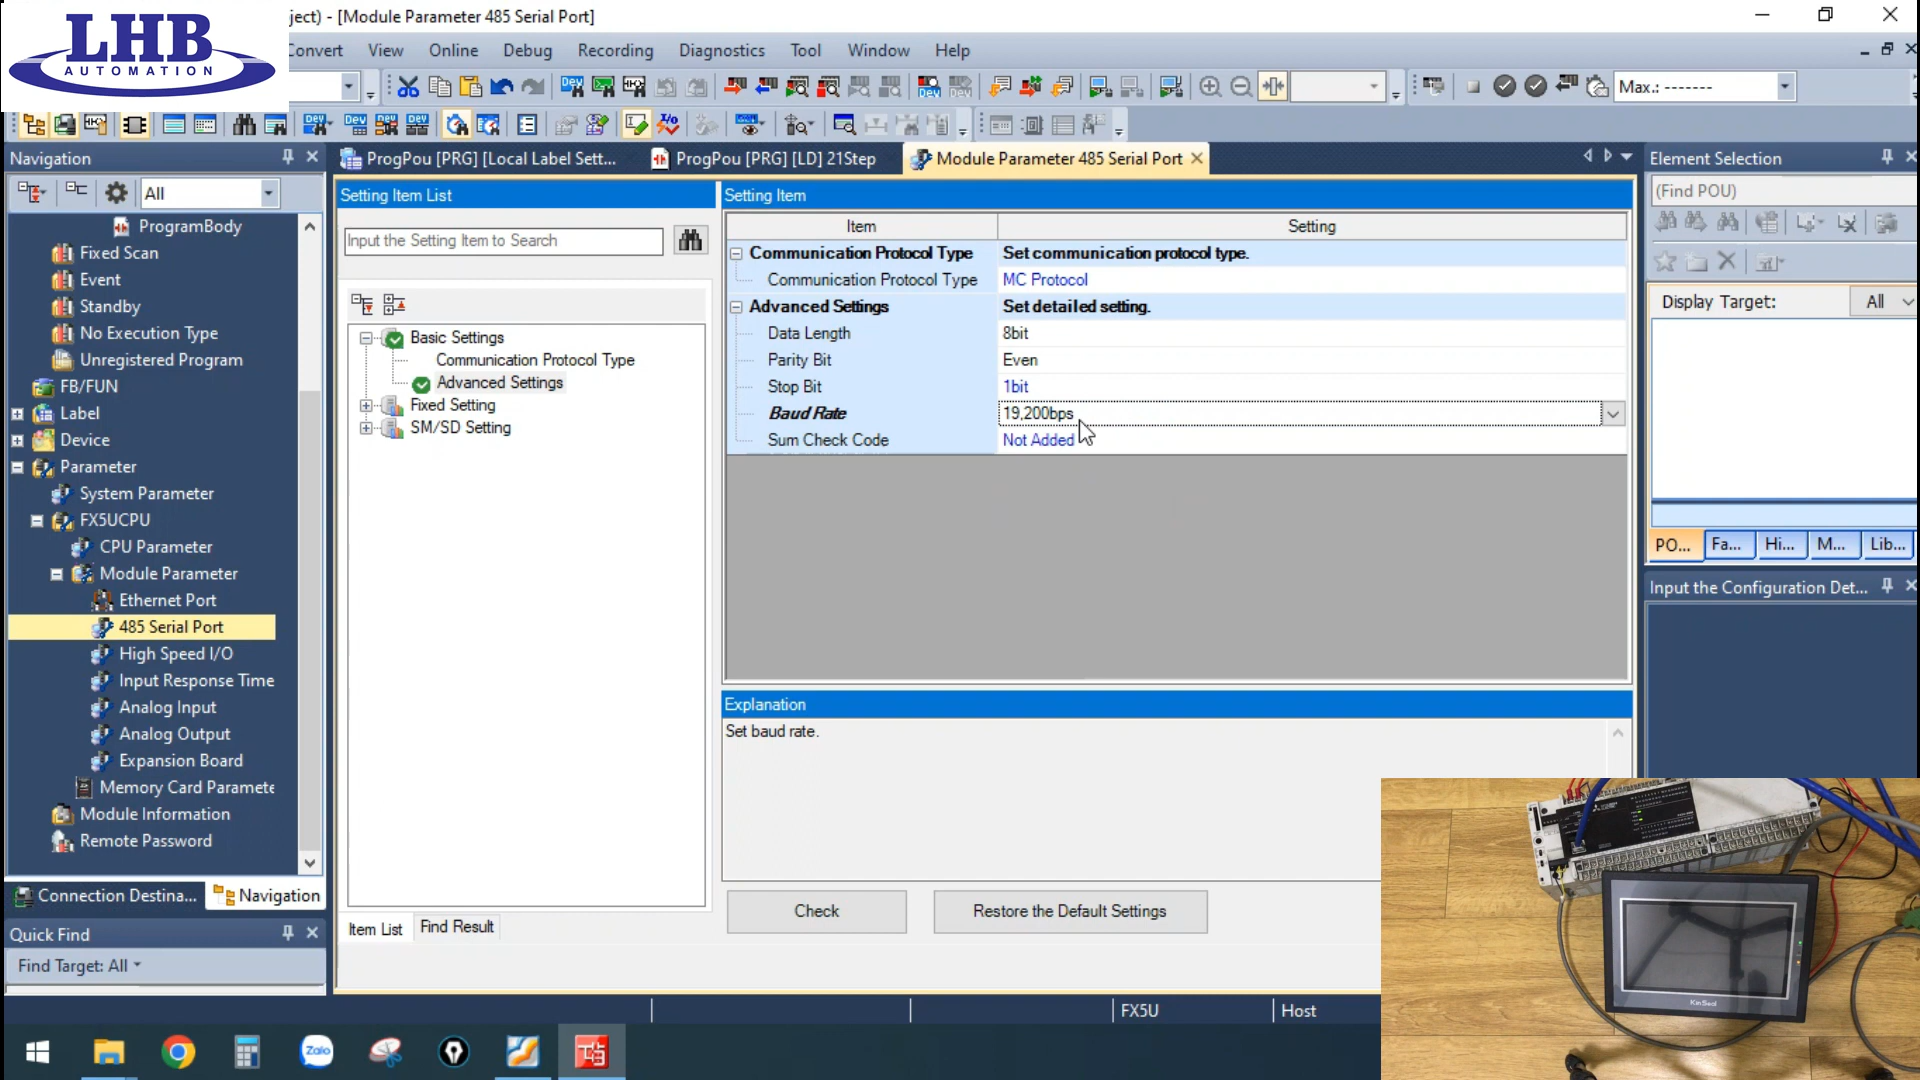 LHB
AUTOMATION
ject) - [Module Parameter 485 Serial Port]
Convert View Online Debug Recording Diagnostics Tool Window Help
Max.: -------
Navigation
ProgPou [PRG] [Local Label Sett...
ProgPou [PRG] [LD] 21Step
Module Parameter 485 Serial Port
Element Selection
All
ProgramBody
Fixed Scan
Event
Standby
No Execution Type
Unregistered Program
FB/FUN
Label
Device
Parameter
System Parameter
FX5UCPU
CPU Parameter
Module Parameter
Ethernet Port
485 Serial Port
High Speed I/O
Input Response Time
Analog Input
Analog Output
Expansion Board
Memory Card Paramete
Module Information
Remote Password
Connection Destina...
Navigation
Quick Find
Find Target: All
Setting Item List
Input the Setting Item to Search
Basic Settings
Communication Protocol Type
Advanced Settings
Fixed Setting
SM/SD Setting
Item List
Find Result
Setting Item
Item Setting
Communication Protocol Type Set communication protocol type.
Communication Protocol Type MC Protocol
Advanced Settings Set detailed setting.
Data Length 8bit
Parity Bit Even
Stop Bit 1bit
Baud Rate 19,200bps
Sum Check Code Not Added
Explanation
Set baud rate.
Check
Restore the Default Settings
(Find POU)
Display Target: All
PO... Fa... Hi... M... Lib...
Input the Configuration Det...
FX5U
Host
Zalo